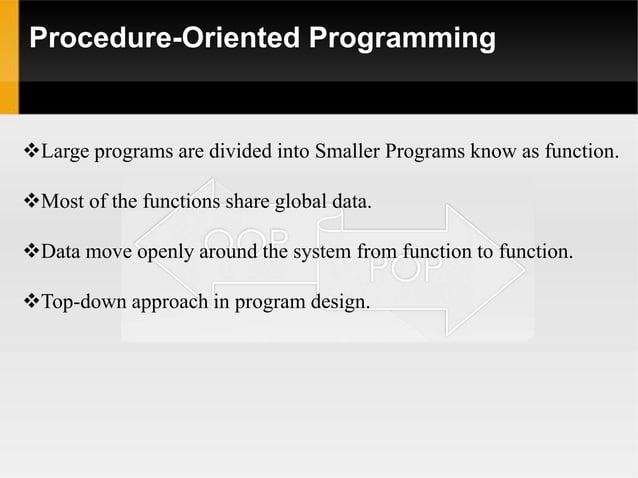 Procedure-Oriented Programming
❖Large programs are divided into Smaller Programs know as function.
❖Most of the functions share global data.
❖Data move openly around the system from function to function.
❖Top-down approach in program design.
OOP
POP